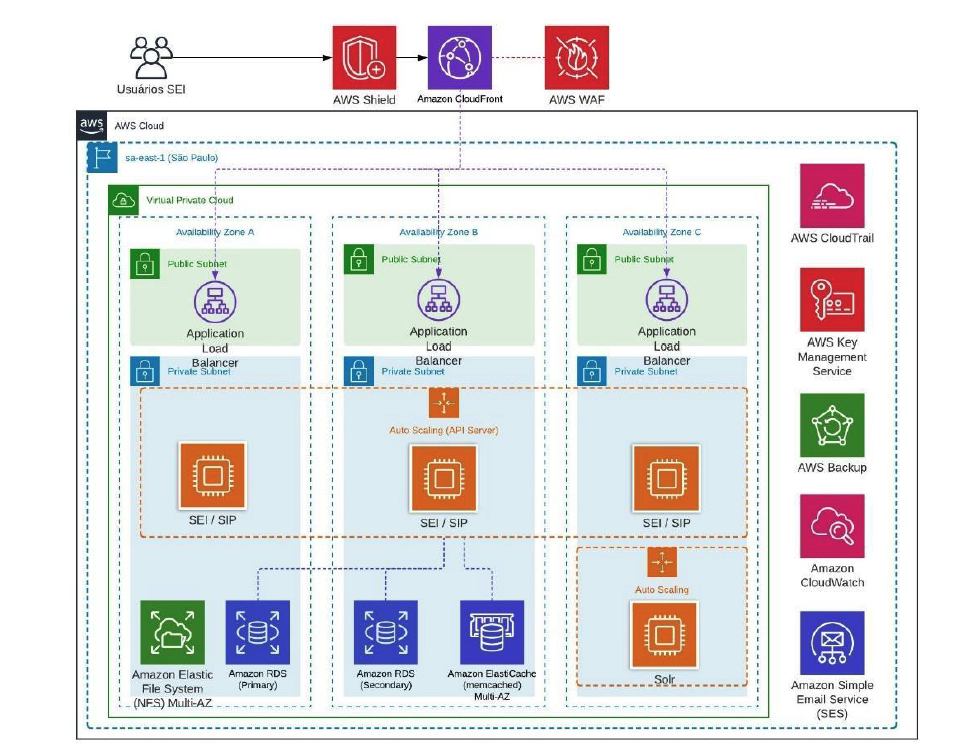 Usuários SEI
AWS Shield
Amazon CloudFront
AWS WAF
aws
AWS Cloud
sa-east-1 (São Paulo)
Virtual Private Cloud
Availability Zone A
Availability Zone B
Availability Zone C
Public Subnet
Public Subnet
Public Subnet
Application
Load
Balancer
Application
Load
Balancer
Application
Load
Balancer
Private Subnet
Private Subnet
Private Subnet
Auto Scaling (API Server)
SEI / SIP
SEI / SIP
SEI / SIP
Auto Scaling
Solr
Amazon Elastic
File System
(NFS) Multi-AZ
Amazon RDS
(Primary)
Amazon RDS
(Secondary)
Amazon ElastiCache
(memcached)
Multi-AZ
AWS CloudTrail
AWS Key
Management
Service
AWS Backup
Amazon
CloudWatch
Amazon Simple
Email Service
(SES)